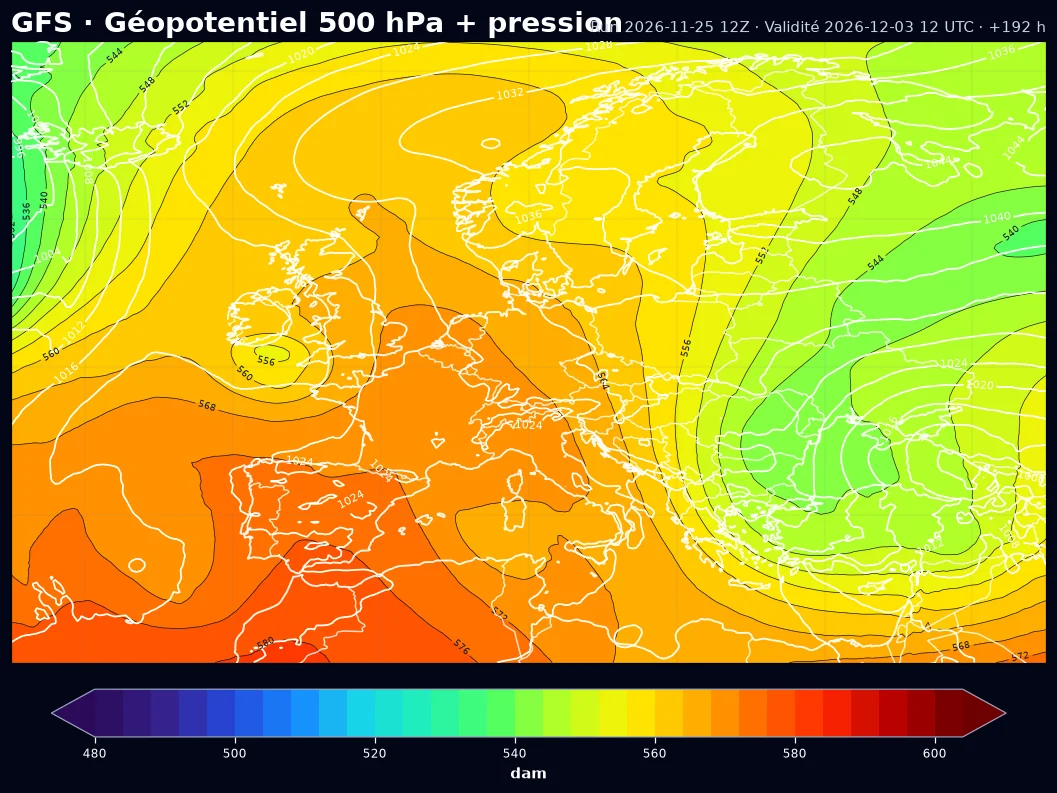 GFS · Géopotentiel 500 hPa + pression
2026-11-25 12Z · Validité 2026-12-03 12 UTC · +192 h
1020 1024 1028 1036
544 548 552 1032
1044
536 540 1036 548 1040 540
1004 552 544
1012 560 556
1016 556 560 564 1024 1020
568 1024
1024 1024
580 572 576 568 572
480 500 520 540 560 580 600
dam